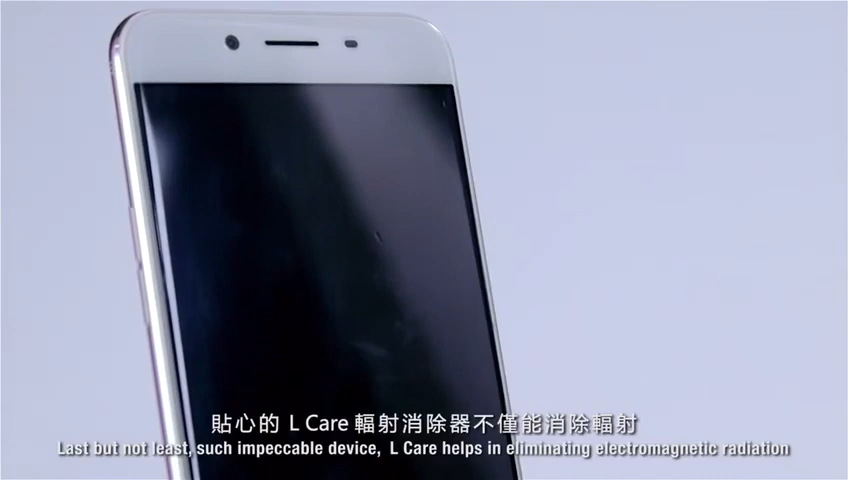 貼心的 L Care 輻射消除器不僅能消除輻射
Last but not least, such impeccable device, L Care helps in eliminating electromagnetic radiation